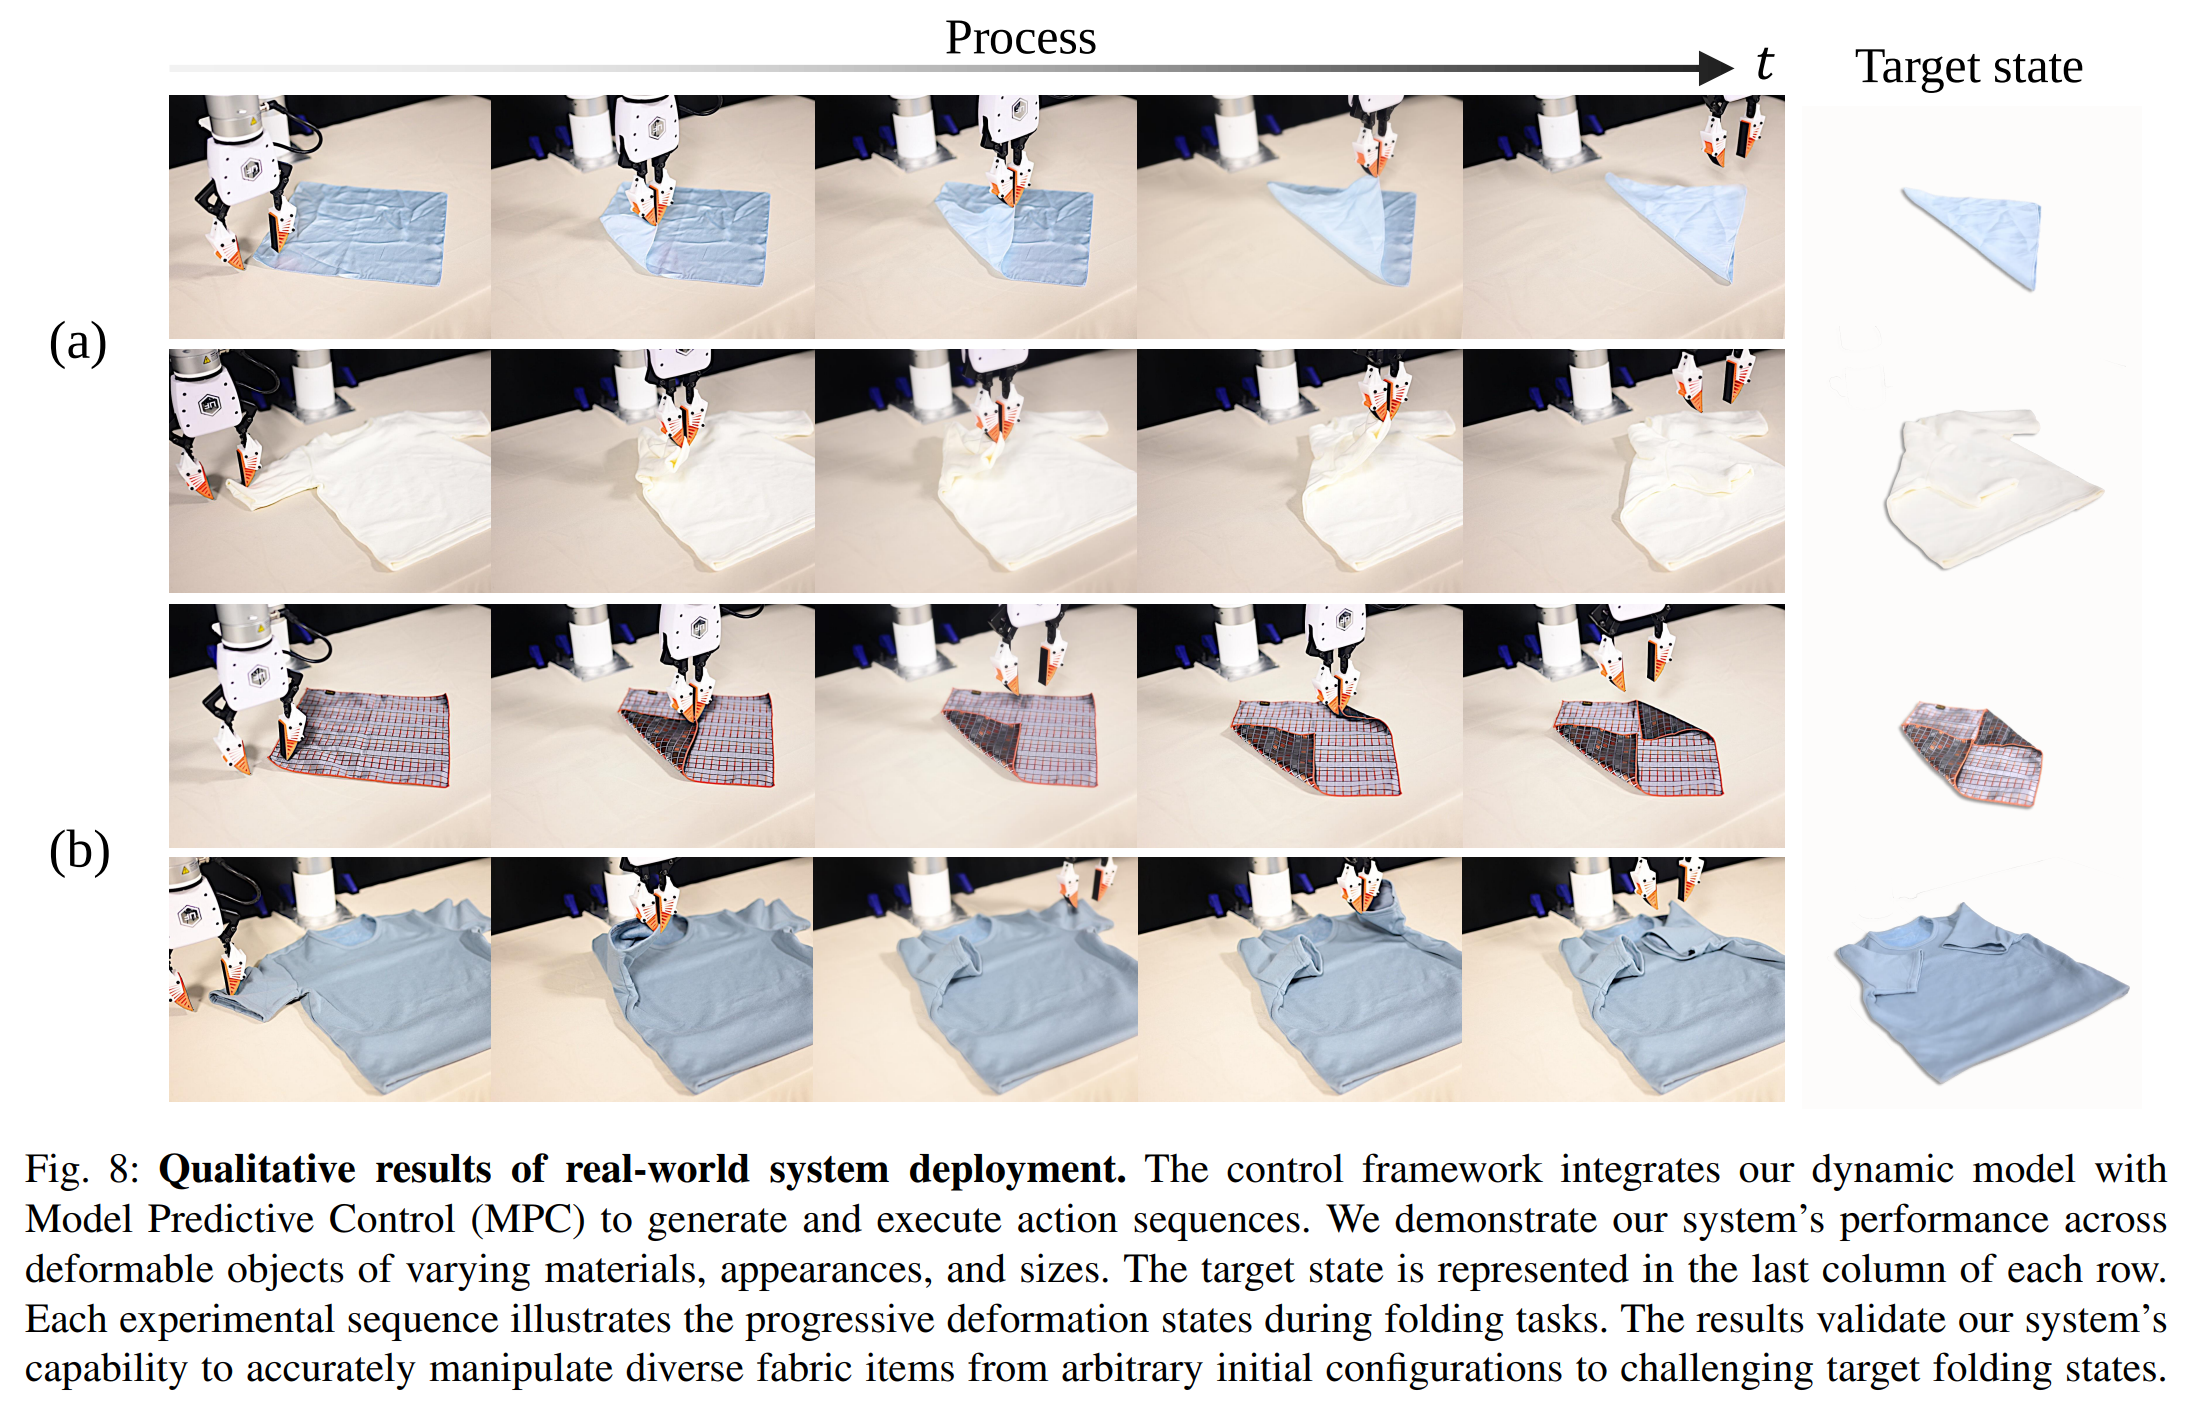 Process
t
Target state
(a)
(b)
Fig. 8: Qualitative results of real-world system deployment. The control framework integrates our dynamic model with
Model Predictive Control (MPC) to generate and execute action sequences. We demonstrate our system's performance across
deformable objects of varying materials, appearances, and sizes. The target state is represented in the last column of each row.
Each experimental sequence illustrates the progressive deformation states during folding tasks. The results validate our system's
capability to accurately manipulate diverse fabric items from arbitrary initial configurations to challenging target folding states.